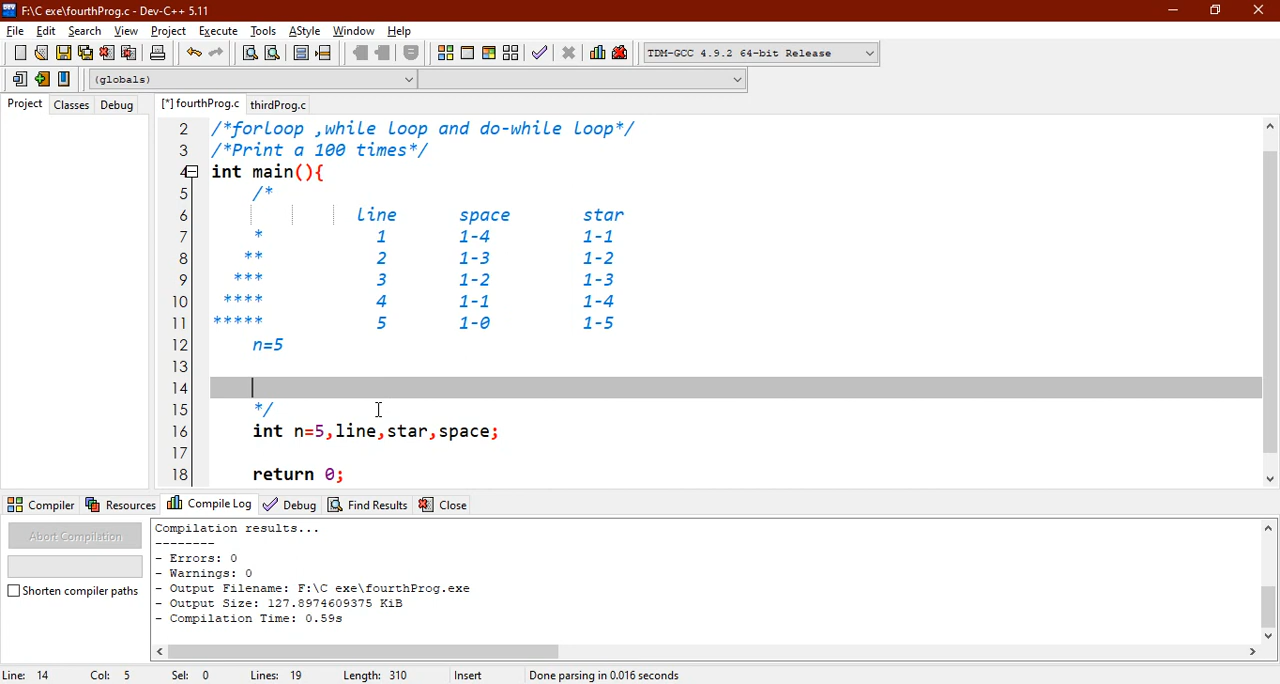 F:\C exe\fourthProg.c - Dev-C++ 5.11
File Edit Search View Project Execute Tools AStyle Window Help
TDM-GCC 4.9.2 64-bit Release
(globals)
Project Classes Debug [*] fourthProg.c thirdProg.c
2 /*forloop ,while loop and do-while loop*/
3 /*Print a 100 times*/
4 int main(){
5 /*
6 line space star
7 * 1 1-4 1-1
8 ** 2 1-3 1-2
9 *** 3 1-2 1-3
10 **** 4 1-1 1-4
11 ***** 5 1-0 1-5
12 n=5
13
14
15 */
16 int n=5,line,star,space;
17
18 return 0;
Compiler Resources Compile Log Debug Find Results Close
Abort Compilation
Shorten compiler paths
Compilation results...
--------
- Errors: 0
- Warnings: 0
- Output Filename: F:\C exe\fourthProg.exe
- Output Size: 127.8974609375 KiB
- Compilation Time: 0.59s
Line: 14 Col: 5 Sel: 0 Lines: 19 Length: 310 Insert Done parsing in 0.016 seconds